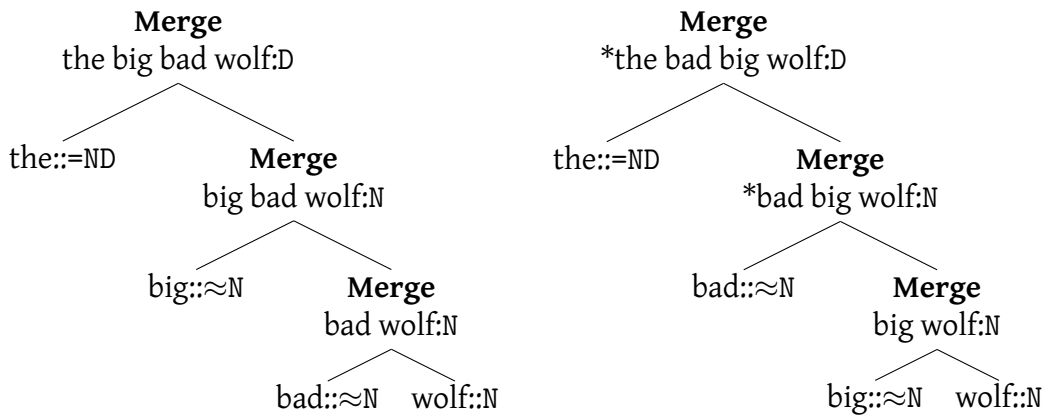 Merge
the big bad wolf:D
the::=ND
Merge
big bad wolf:N
big::≈N
Merge
bad wolf:N
bad::≈N wolf::N
Merge
*the bad big wolf:D
the::=ND
Merge
*bad big wolf:N
bad::≈N
Merge
big wolf:N
big::≈N wolf::N